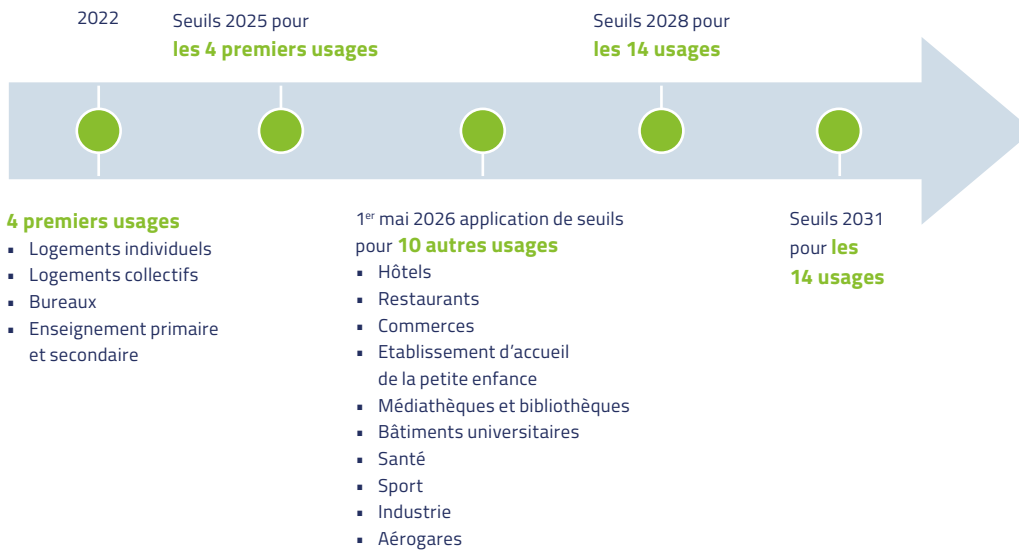 2022
Seuils 2025 pour
les 4 premiers usages
Seuils 2028 pour
les 14 usages
4 premiers usages
▪ Logements individuels
▪ Logements collectifs
▪ Bureaux
▪ Enseignement primaire
et secondaire
1er mai 2026 application de seuils
pour 10 autres usages
▪ Hôtels
▪ Restaurants
▪ Commerces
▪ Etablissement d’accueil
de la petite enfance
▪ Médiathèques et bibliothèques
▪ Bâtiments universitaires
▪ Santé
▪ Sport
▪ Industrie
▪ Aérogares
Seuils 2031
pour les
14 usages